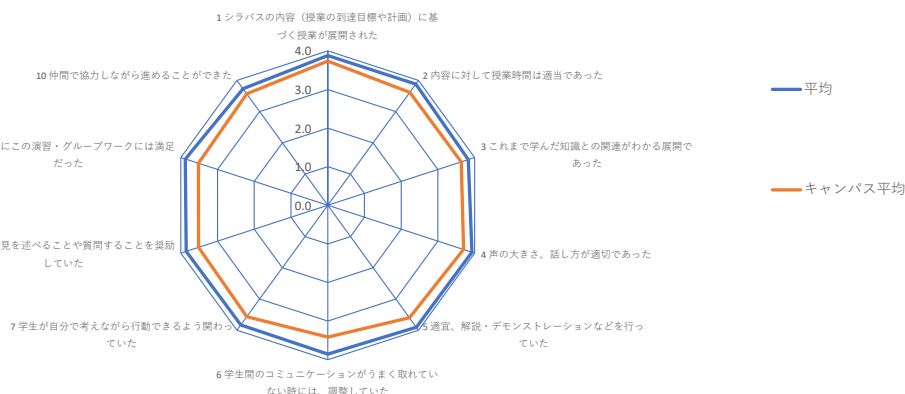 1 シラバスの内容（授業の到達目標や計画）に基
づく授業が展開された
4.0
3.0
2.0
1.0
0.0
2 内容に対して授業時間は適当であった
3 これまで学んだ知識との関連がわかる展開で
あった
4 声の大きさ、話し方が適切であった
5 適宜、解説・デモンストレーションなどを行っ
ていた
6 学生間のコミュニケーションがうまく取れてい
ない時には、調整していた
7 学生が自分で考えながら行動できるよう関わっ
ていた
見を述べることや質問することを奨励
していた
にこの演習・グループワークには満足
だった
10 仲間で協力しながら進めることができた
平均
キャンパス平均